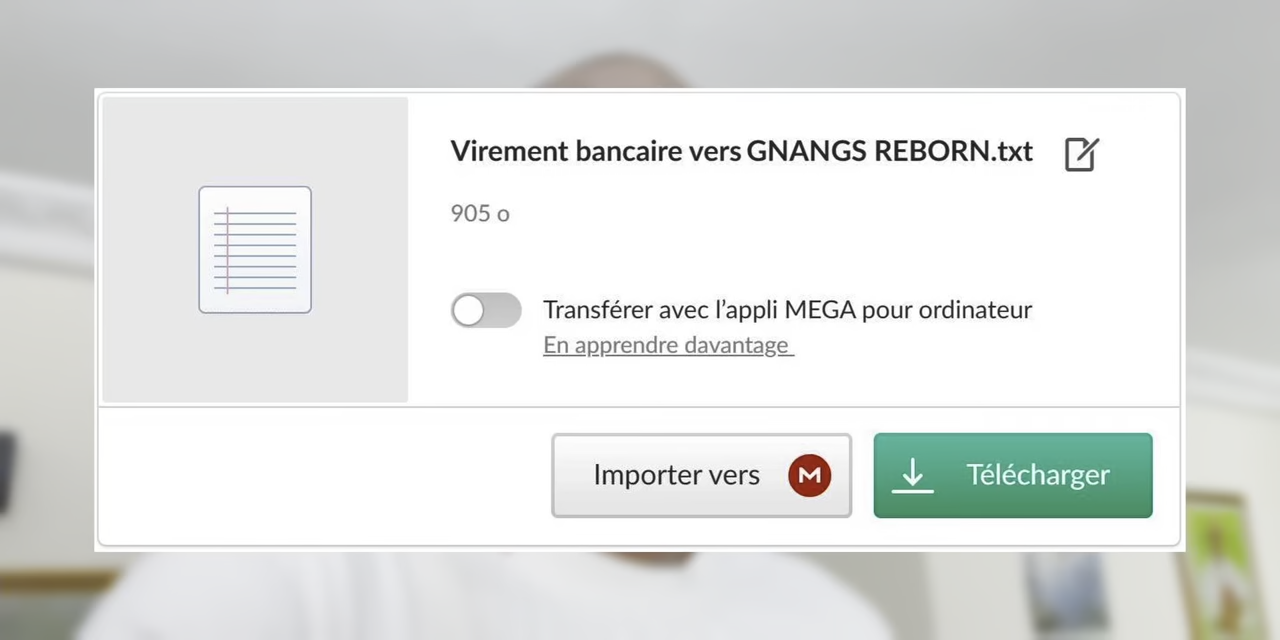 Virement bancaire vers GNANGS REBORN.txt
905 o
Transférer avec l’appli MEGA pour ordinateur
En apprendre davantage
Importer vers M
Télécharger